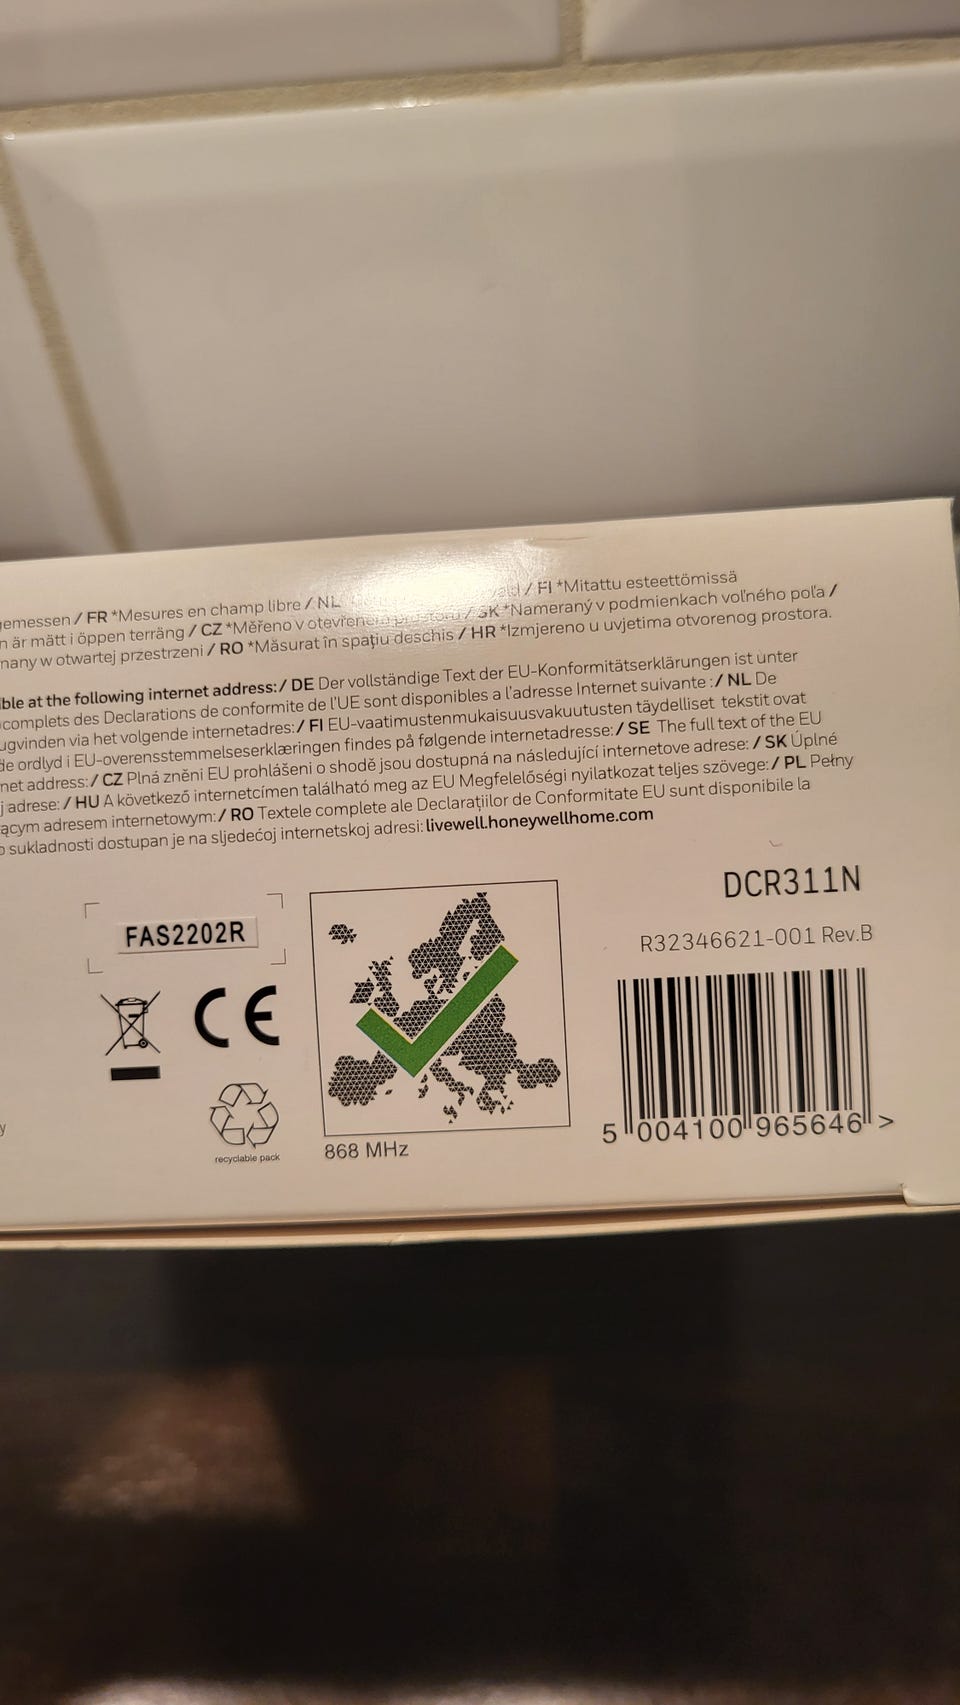 gemessen / FR *Mesures en champ libre / NL / FI *Mitattu esteettömissä
n är mätt i öppen terräng / CZ *Měřeno v otevřeném prostoru / SK *Nameraný v podmienkach voľného poľa /
nany w otwartej przestrzeni / RO *Măsurat în spațiu deschis / HR *Izmjereno u uvjetima otvorenog prostora.
ble at the following internet address: / DE Der vollständige Text der EU-Konformitätserklärungen ist unter
complets des Declarations de conformite de l'UE sont disponibles a l'adresse Internet suivante : / NL De
ugvinden via het volgende internetadres: / FI EU-vaatimustenmukaisuusvakuutusten täydelliset tekstit ovat
de ordlyd i EU-overensstemmelseserklæringen findes på følgende internetadresse: / SE The full text of the EU
net address: / CZ Plná znění EU prohlášeni o shodě jsou dostupná na následující internetove adrese: / SK Úplné
j adrese: / HU A következő internetcímen található meg az EU Megfelelőségi nyilatkozat teljes szövege: / PL Pełny
ącym adresem internetowym: / RO Textele complete ale Declarațiilor de Conformitate EU sunt disponibile la
o sukladnosti dostupan je na sljedećoj internetskoj adresi: livewell.honeywellhome.com
DCR311N
FAS2202R
R32346621-001 Rev.B
CE
y
recyclable pack
868 MHz
5 004100 965646 >